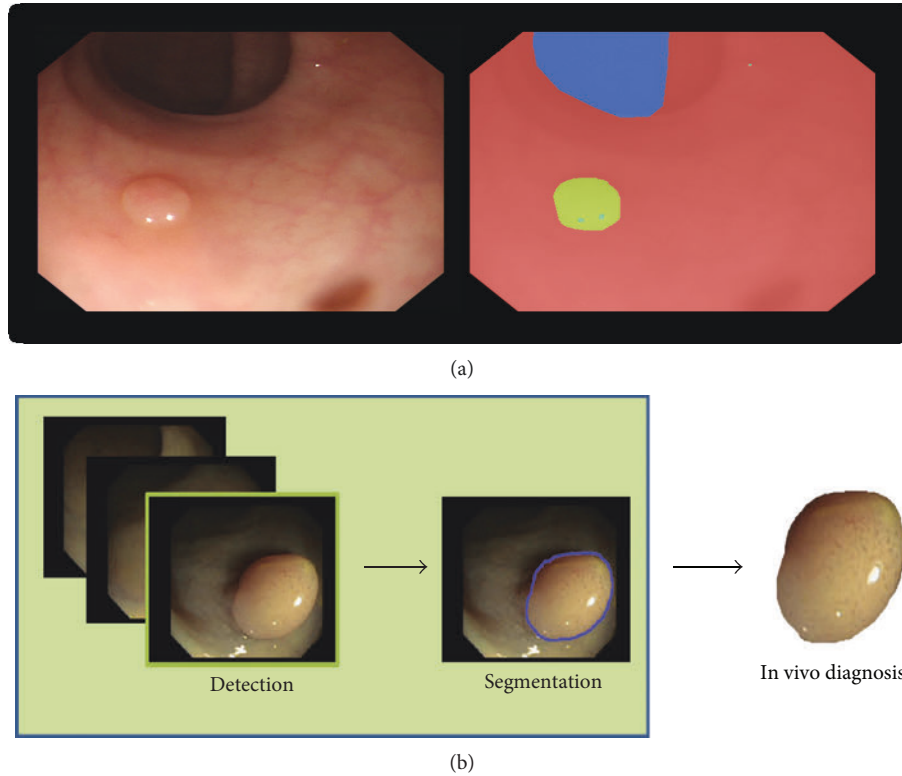 (a)
Detection
Segmentation
In vivo diagnosis
(b)